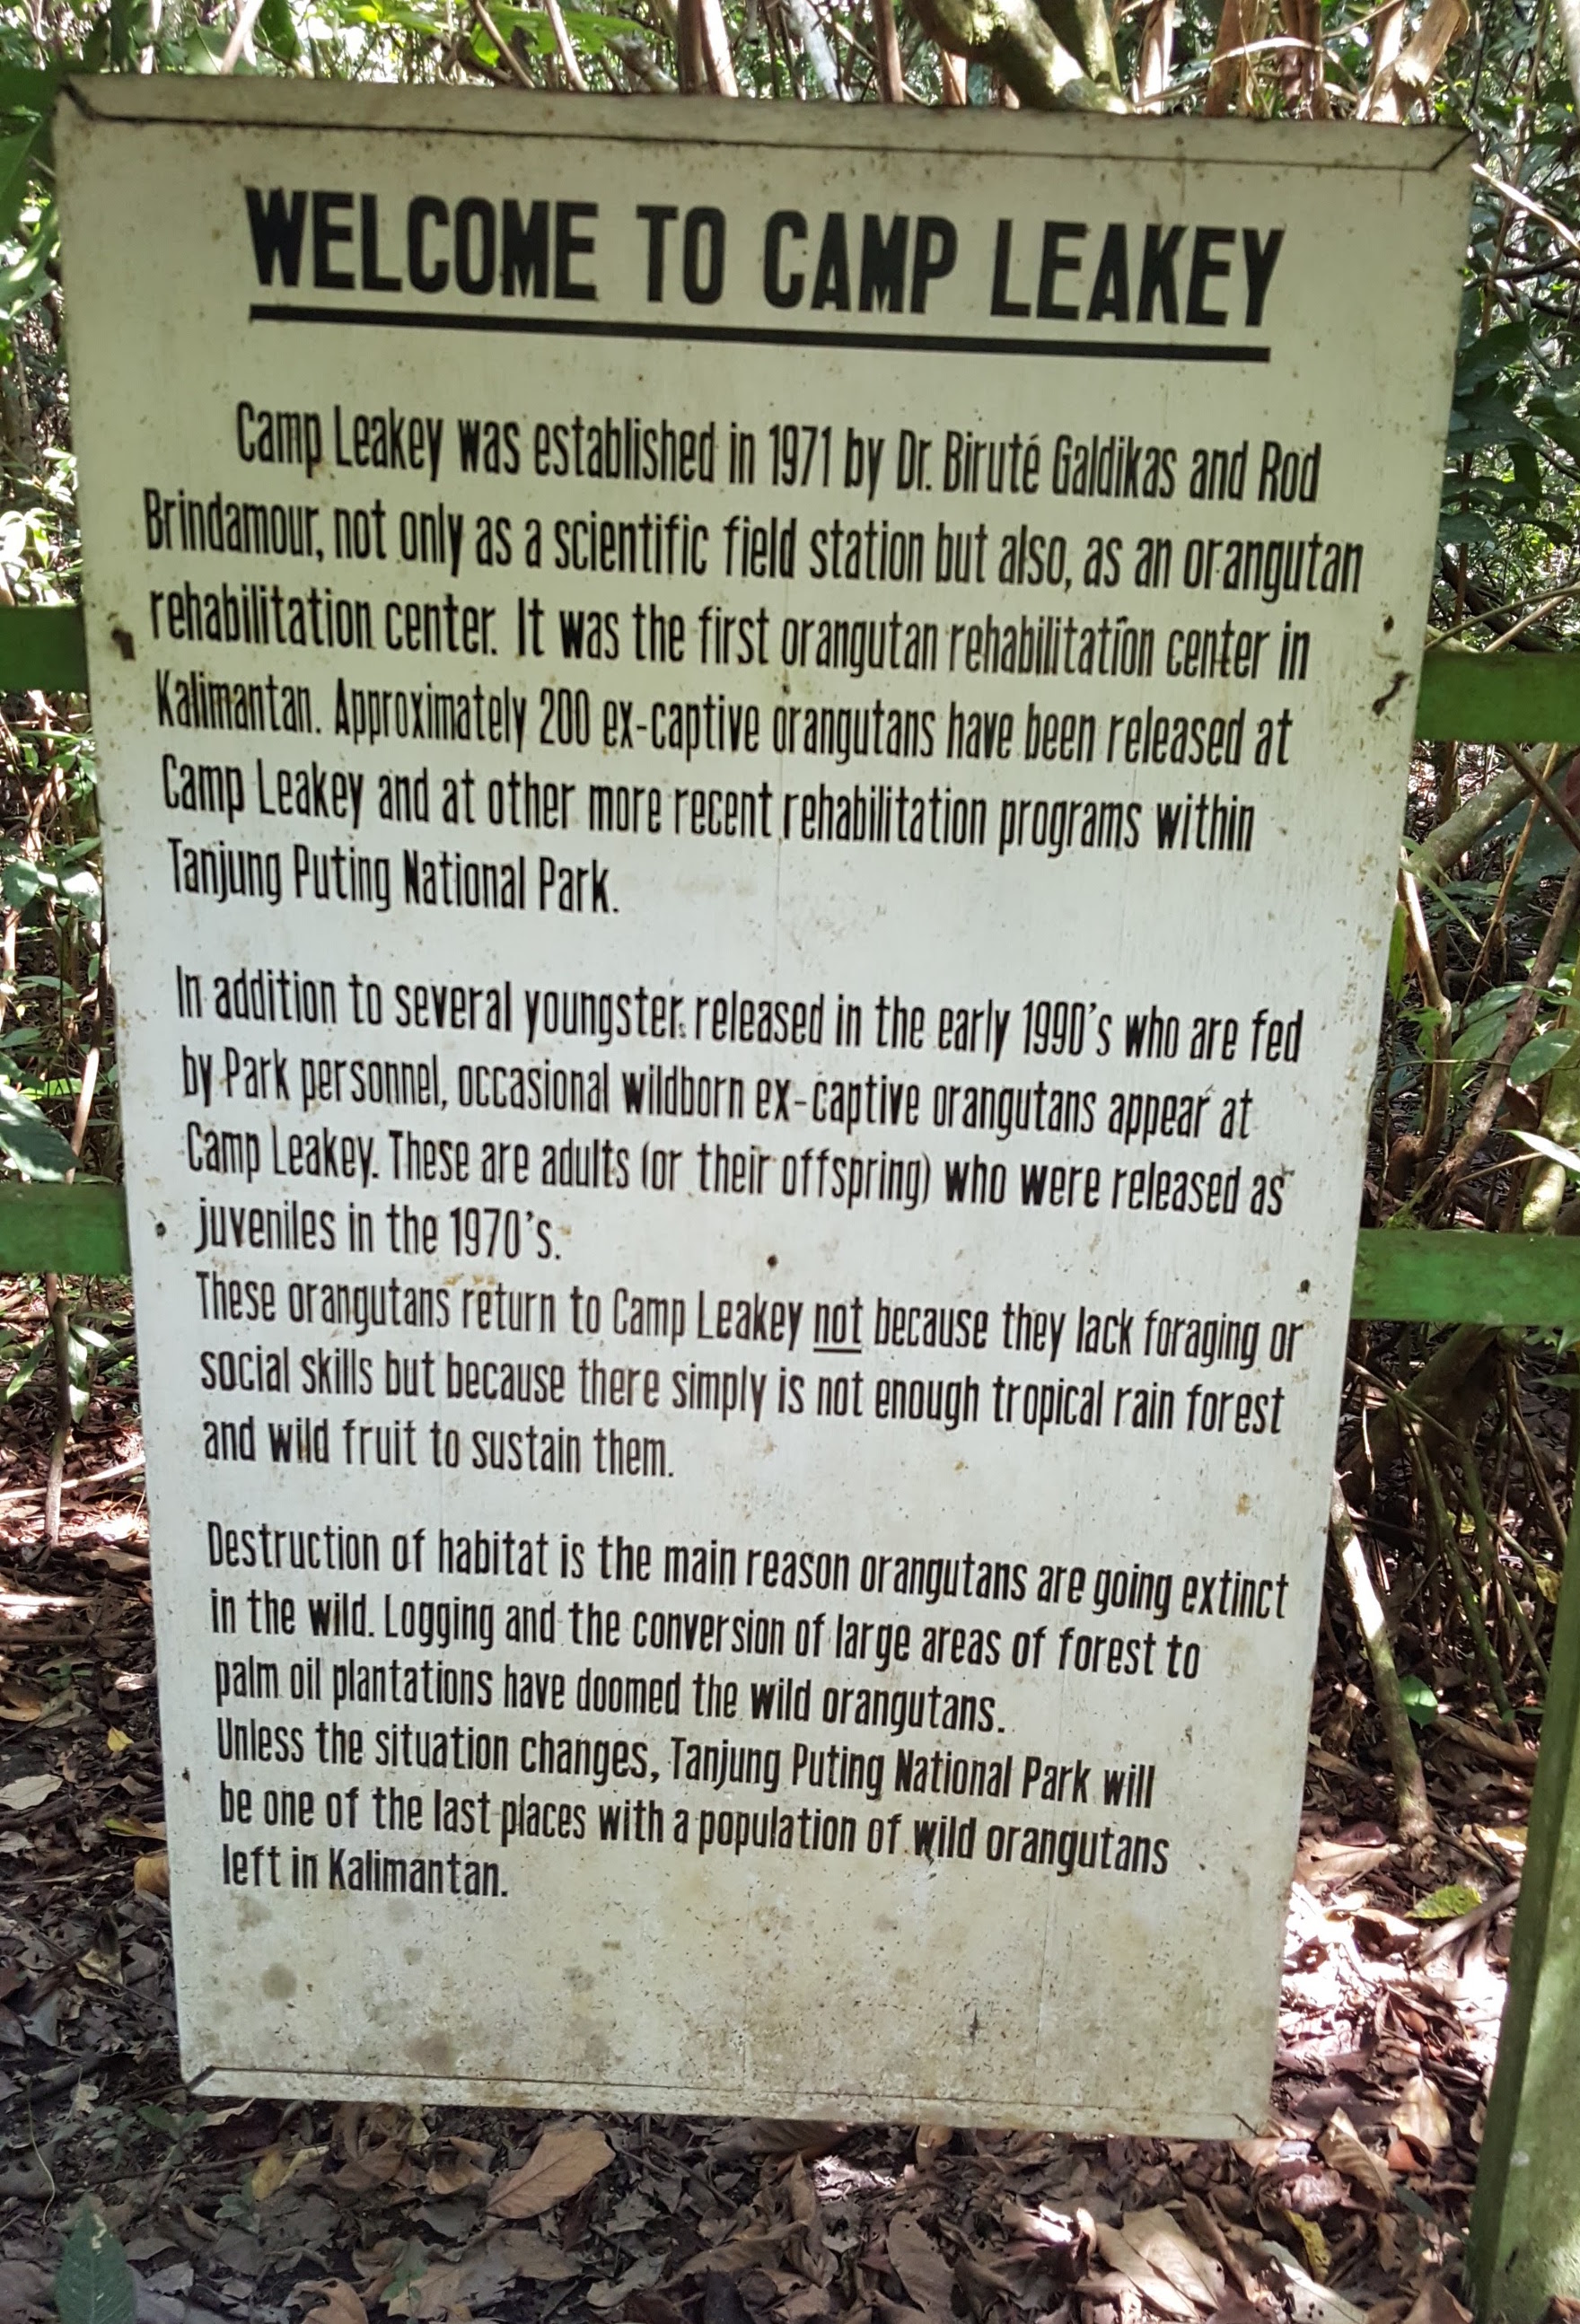 WELCOME TO CAMP LEAKEY
Camp Leakey was established in 1971 by Dr. Biruté Galdikas and Rod
Brindamour, not only as a scientific field station but also, as an orangutan
rehabilitation center. It was the first orangutan rehabilitation center in
Kalimantan. Approximately 200 ex-captive orangutans have been released at
Camp Leakey and at other more recent rehabilitation programs within
Tanjung Puting National Park.
In addition to several youngsters released in the early 1990's who are fed
by Park personnel, occasional wildborn ex-captive orangutans appear at
Camp Leakey. These are adults (or their offspring) who were released as
juveniles in the 1970's.
These orangutans return to Camp Leakey not because they lack foraging or
social skills but because there simply is not enough tropical rain forest
and wild fruit to sustain them.
Destruction of habitat is the main reason orangutans are going extinct
in the wild. Logging and the conversion of large areas of forest to
palm oil plantations have doomed the wild orangutans.
Unless the situation changes, Tanjung Puting National Park will
be one of the last places with a population of wild orangutans
left in Kalimantan.